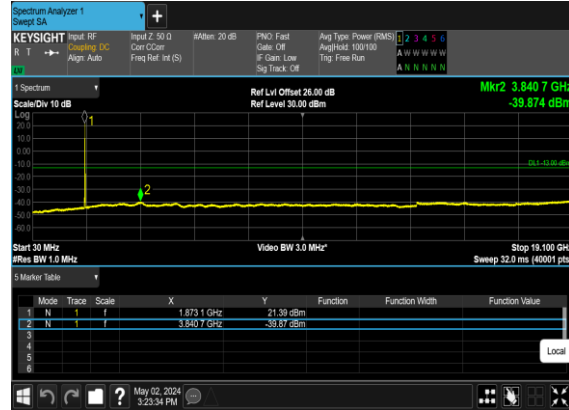 Spectrum Analyzer 1
Swept SA
+
KEYSIGHT Input: RF Input Z: 50 Ω #Atten: 20 dB PNO: Fast Avg Type: Power (RMS) 1 2 3 4 5 6
R T Coupling: DC Corr CCorr Gate: Off Avg|Hold: 100/100 A W W W W W
Align: Auto Freq Ref: Int (S) IF Gain: Low Trig: Free Run
Sig Track: Off A N N N N N
1 Spectrum Ref Lvl Offset 26.00 dB Mkr2 3.840 7 GHz
Scale/Div 10 dB Ref Level 30.00 dBm -39.874 dBm
Log
1
20.0
10.0
0.00
-10.0
DL1 -13.00 dBm
-20.0
-30.0
2
-40.0
-50.0
-60.0
Start 30 MHz Video BW 3.0 MHz* Stop 19.100 GHz
#Res BW 1.0 MHz Sweep 32.0 ms (40001 pts
5 Marker Table
Mode Trace Scale X Y Function Function Width Function Value
1 N 1 f 1.873 1 GHz 21.39 dBm
2 N 1 f 3.840 7 GHz -39.87 dBm
3
4
5
6
Local
? May 02, 2024
3:23:34 PM